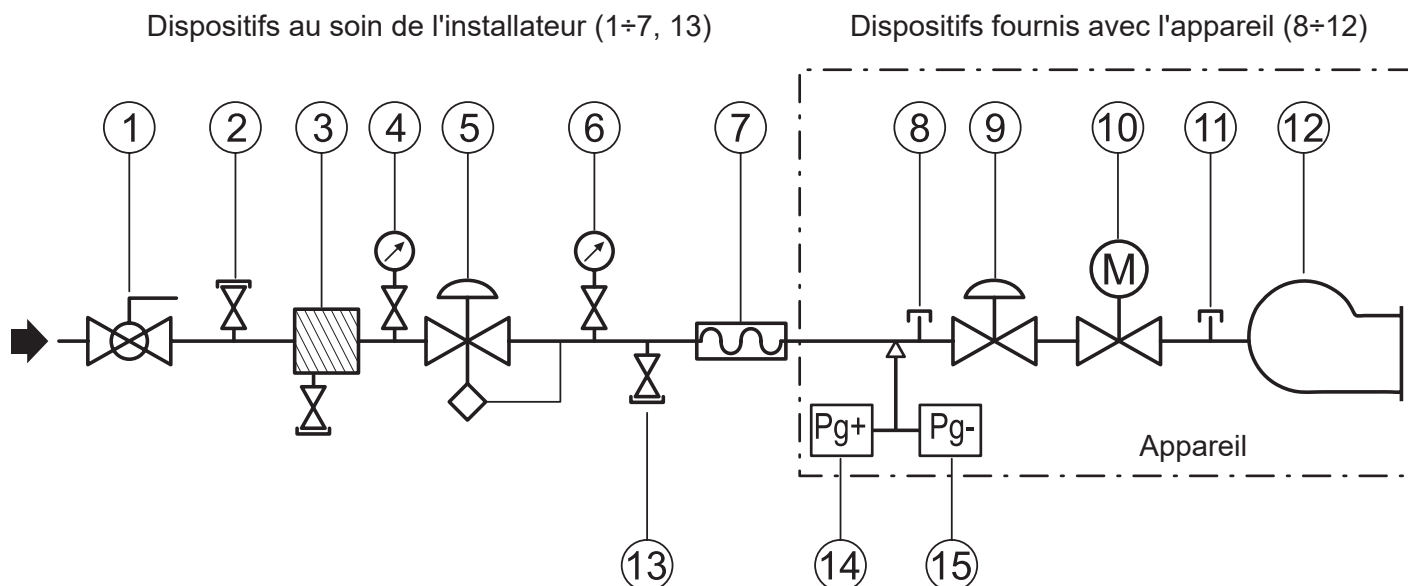 Dispositifs au soin de l'installateur (1÷7, 13)
Dispositifs fournis avec l'appareil (8÷12)
1 2 3 4 5 6 7 8 9 10 11 12
M
Pg+ Pg-
Appareil
13 14 15